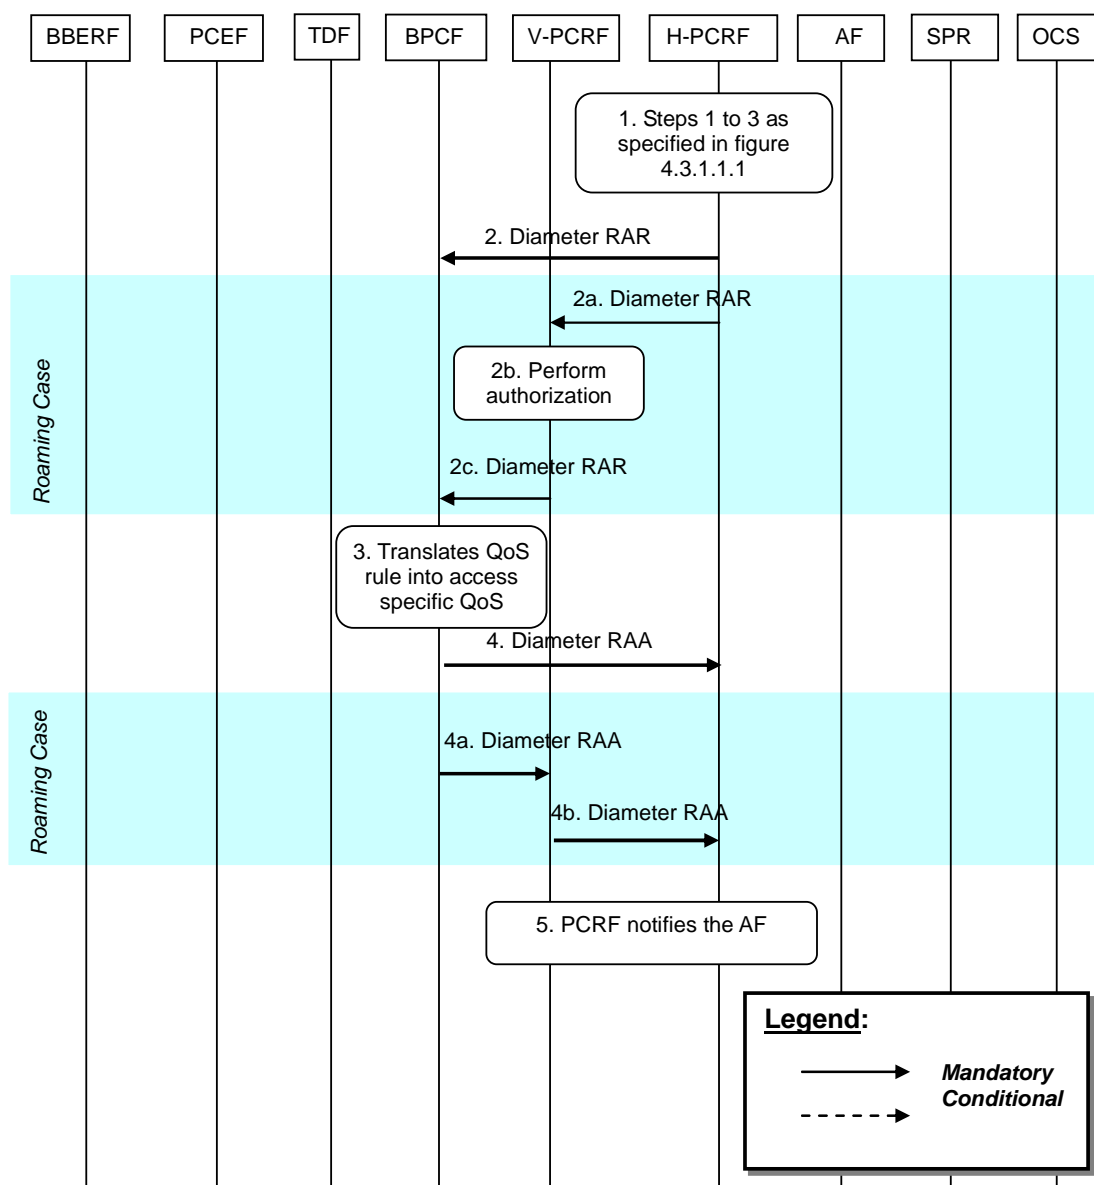 BBERF
PCEF
TDF
BPCF
V-PCRF
H-PCRF
AF
SPR
OCS
1. Steps 1 to 3 as
specified in figure
4.3.1.1.1
2. Diameter RAR
2a. Diameter RAR
Roaming Case
2b. Perform
authorization
2c. Diameter RAR
3. Translates QoS
rule into access
specific QoS
4. Diameter RAA
Roaming Case
4a. Diameter RAA
4b. Diameter RAA
5. PCRF notifies the AF
Legend:
Mandatory
Conditional